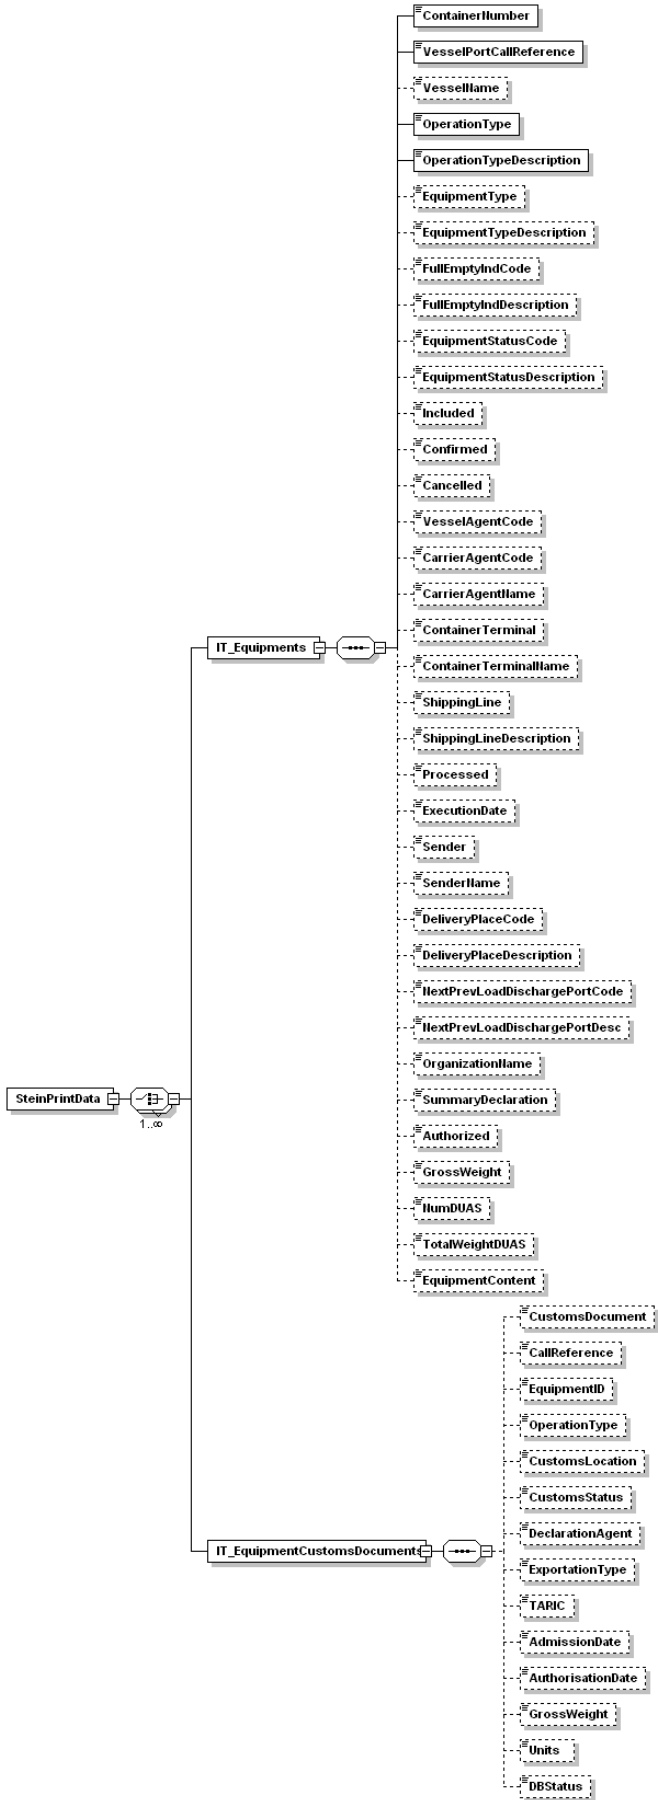 ContainerNumber
VesselPortCallReference
VesselName
OperationType
OperationTypeDescription
EquipmentType
EquipmentTypeDescription
FullEmptyIndCode
FullEmptyIndDescription
EquipmentStatusCode
EquipmentStatusDescription
Included
Confirmed
Cancelled
VesselAgentCode
CarrierAgentCode
CarrierAgentName
ContainerTerminal
IT_Equipments
ContainerTerminalName
ShippingLine
ShippingLineDescription
Processed
ExecutionDate
Sender
SenderName
DeliveryPlaceCode
DeliveryPlaceDescription
NextPrevLoadDischargePortCode
NextPrevLoadDischargePortDesc
OrganizationName
SteinPrintData
1..∞
SummaryDeclaration
Authorized
GrossWeight
NumDUAS
TotalWeightDUAS
EquipmentContent
CustomsDocument
CallReference
EquipmentID
OperationType
CustomsLocation
CustomsStatus
DeclarationAgent
IT_EquipmentCustomsDocuments
ExportationType
TARIC
AdmissionDate
AuthorisationDate
GrossWeight
Units
DBStatus